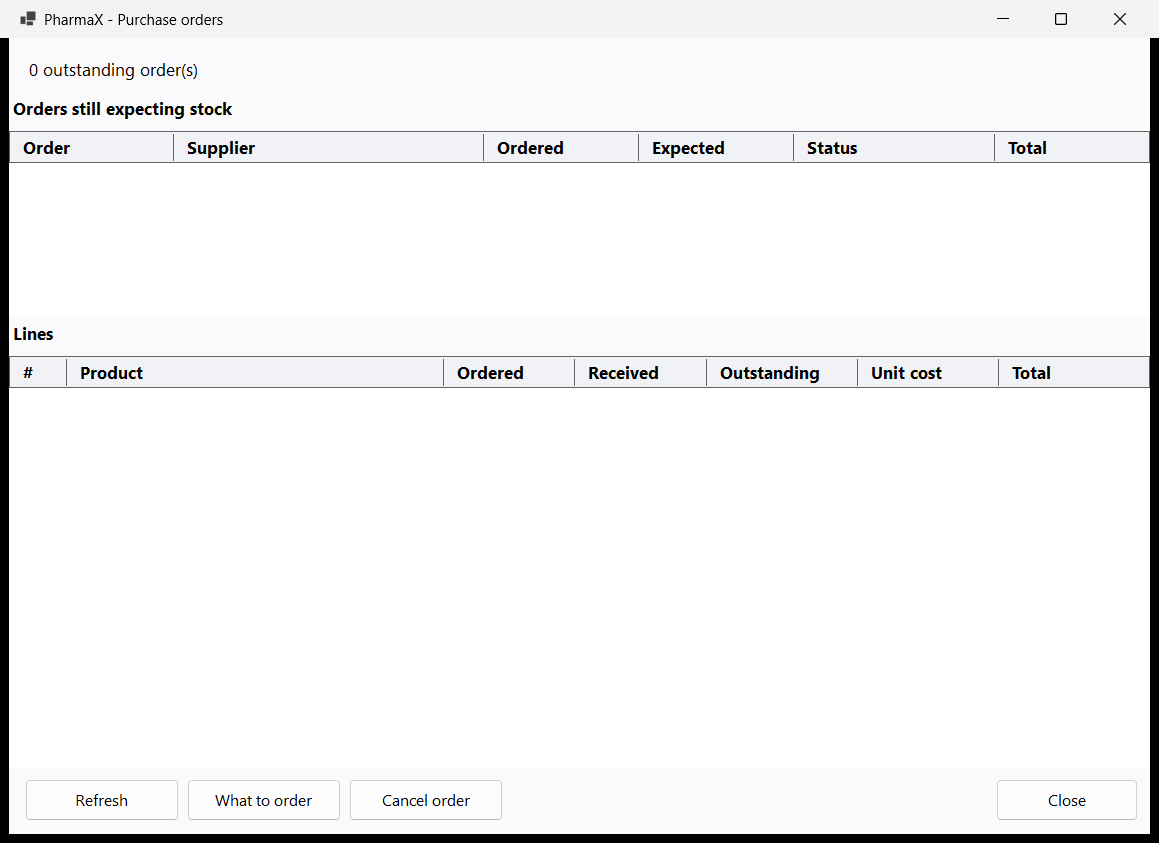 PharmaX - Purchase orders
0 outstanding order(s)
Orders still expecting stock
Order Supplier Ordered Expected Status Total
Lines
# Product Ordered Received Outstanding Unit cost Total
Refresh What to order Cancel order Close